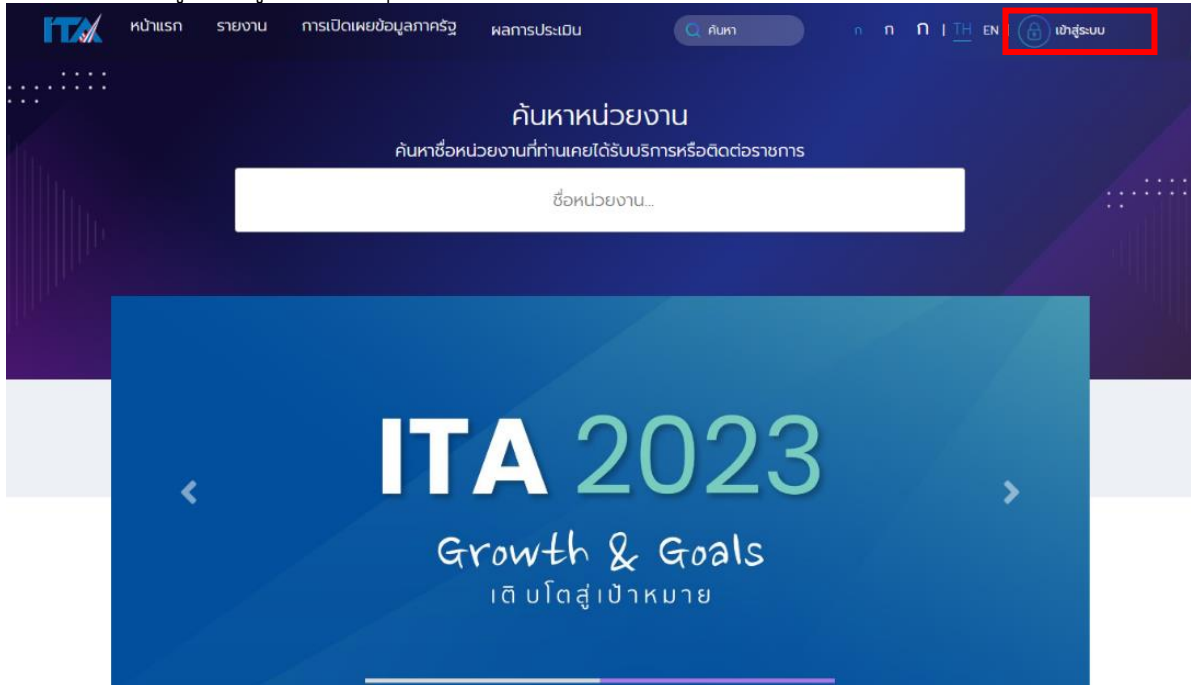 ITA หน้าแรก รายงาน การเปิดเผยข้อมูลภาครัฐ ผลการประเมิน ค้นหา ก ก ก | TH EN | เข้าสู่ระบบ
ค้นหาหน่วยงาน
ค้นหาชื่อหน่วยงานที่ท่านเคยได้รับบริการหรือติดต่อราชการ
ชื่อหน่วยงาน...
ITA 2023
Growth & Goals
เติบโตสู่เป้าหมาย